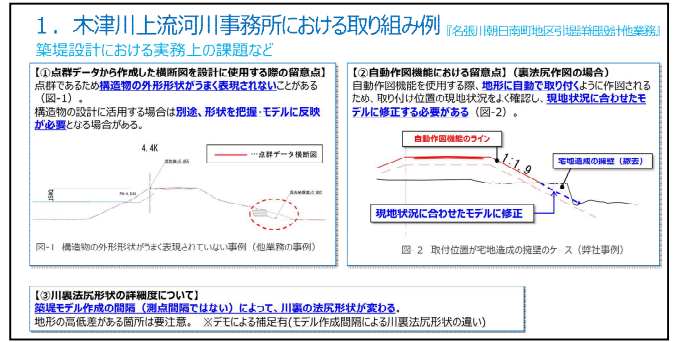 １．木津川上流河川事務所における取り組み例『名張川朝日南町地区引堤詳細設計他業務』
築堤設計における実務上の課題など
【①点群データから作成した横断図を設計に使用する際の留意点】
点群であるため構造物の外形形状がうまく表現されないことがある
（図-1）。
構造物の設計に活用する場合は別途、形状を把握・モデルに反映
が必要となる場合がある。
4.4K
…点群データ横断図
図-1 構造物の外形形状がうまく表現されていない事例（他業務の事例）
【②自動作図機能における留意点】（裏法尻作図の場合）
自動作図機能を使用する際、地形に自動で取り付くように作図される
ため、取り付け位置の現地状況をよく確認し、現地状況に合わせたモ
デルに修正する必要がある（図-2）。
自動作図機能のライン
1:1.9
宅地造成の擁壁（撤去）
現地状況に合わせたモデルに修正
図-2 取付位置が宅地造成の擁壁のケース（弊社事例）
【③川裏法尻形状の詳細度について】
築堤モデル作成の間隔（測点間隔ではない）によって、川裏の法尻形状が変わる。
地形の高低差がある箇所は要注意。 ※デモによる補足有(モデル作成間隔による川裏法尻形状の違い)